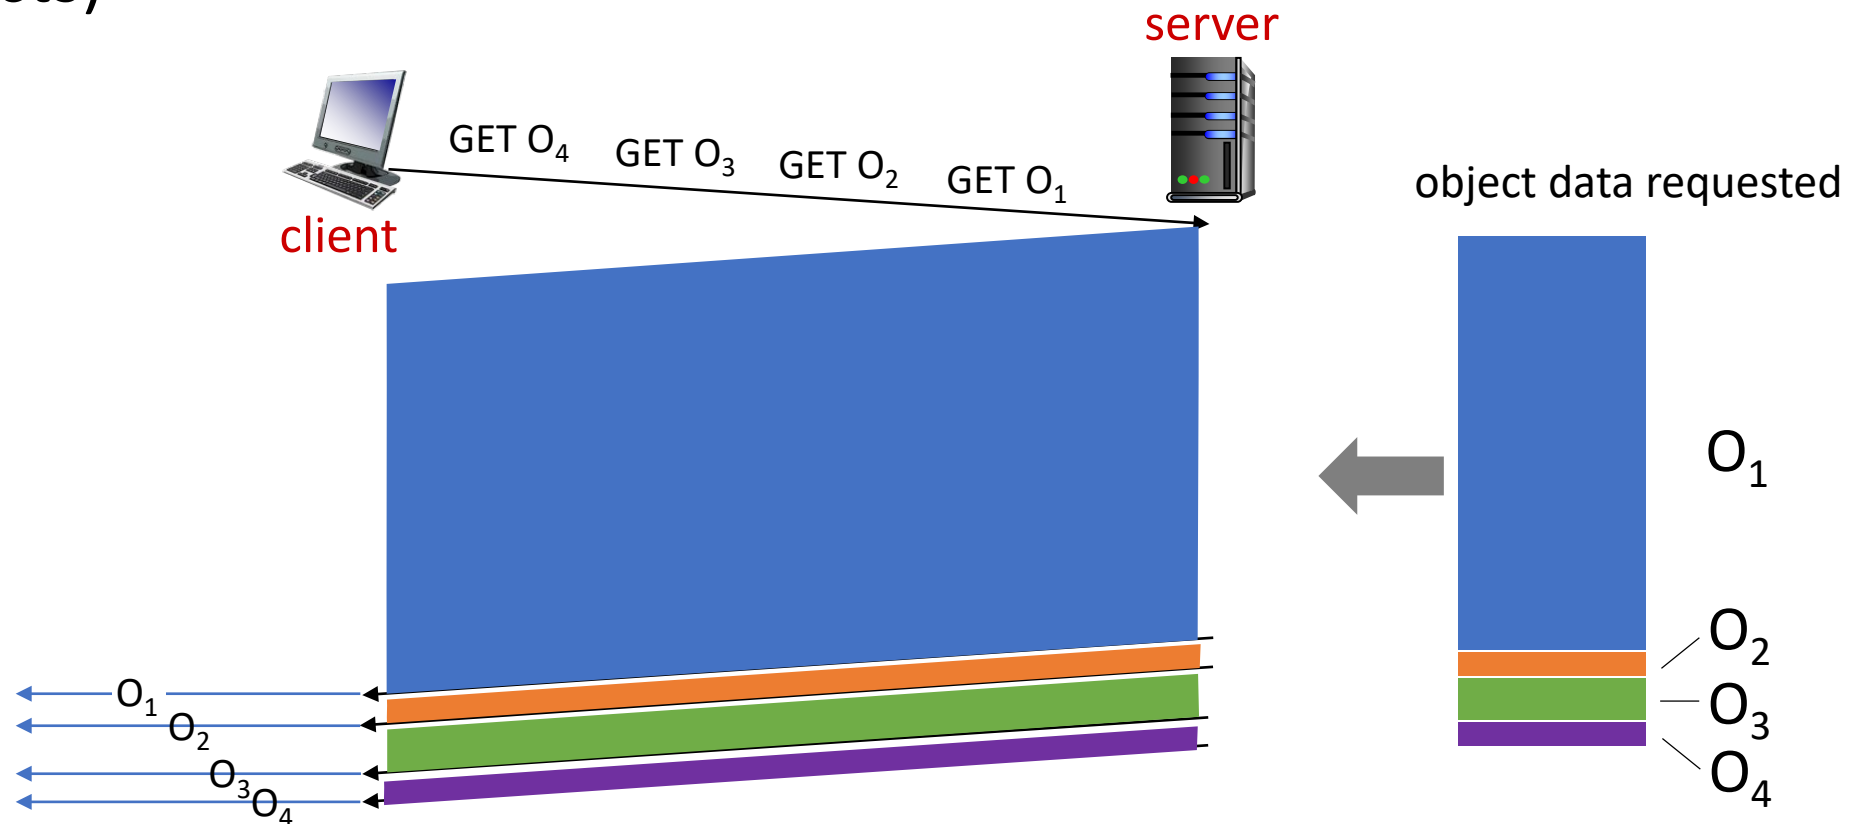 server
GET O₄
GET O₃
GET O₂
GET O₁
object data requested
client
O₁
O₂
O₃
O₄
O₁
O₂
O₃
O₄